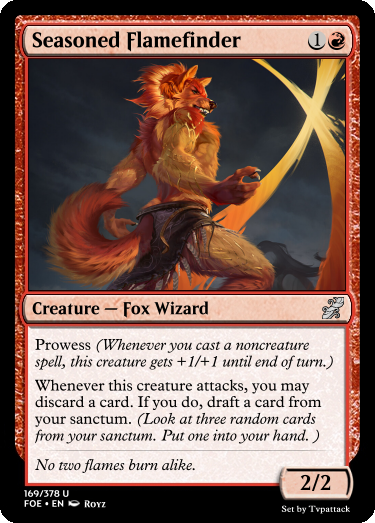 Seasoned Flamefinder 1
Creature — Fox Wizard
Prowess (Whenever you cast a noncreature
spell, this creature gets +1/+1 until end of turn.)
Whenever this creature attacks, you may
discard a card. If you do, draft a card from
your sanctum. (Look at three random cards
from your sanctum. Put one into your hand. )
No two flames burn alike.
2/2
169/378 U
FOE • EN Royz
Set by Tvpattack